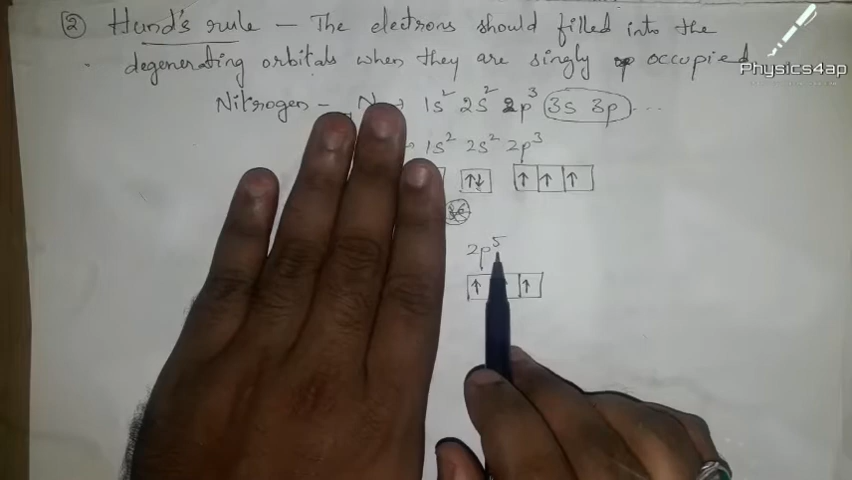 ② Hund's rule — The electrons should filled into the
degenerating orbitals when they are singly occupied
Physics4ap
Nitrogen - 1s² 2s² 2p³ 3s 3p ...
1s² 2s² 2p³
↑↓ ↑ ↑ ↑
2p⁵
↑ ↑